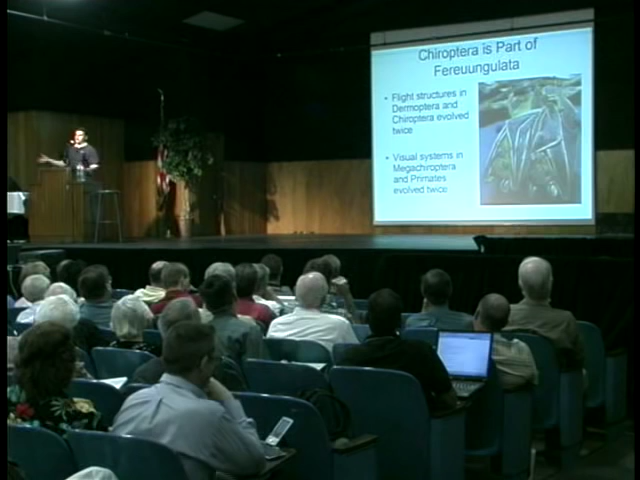 Chiroptera is Part of
Fereuungulata
• Flight structures in
Dermoptera and
Chiroptera evolved
twice
• Visual systems in
Megachiroptera
and Primates
evolved twice